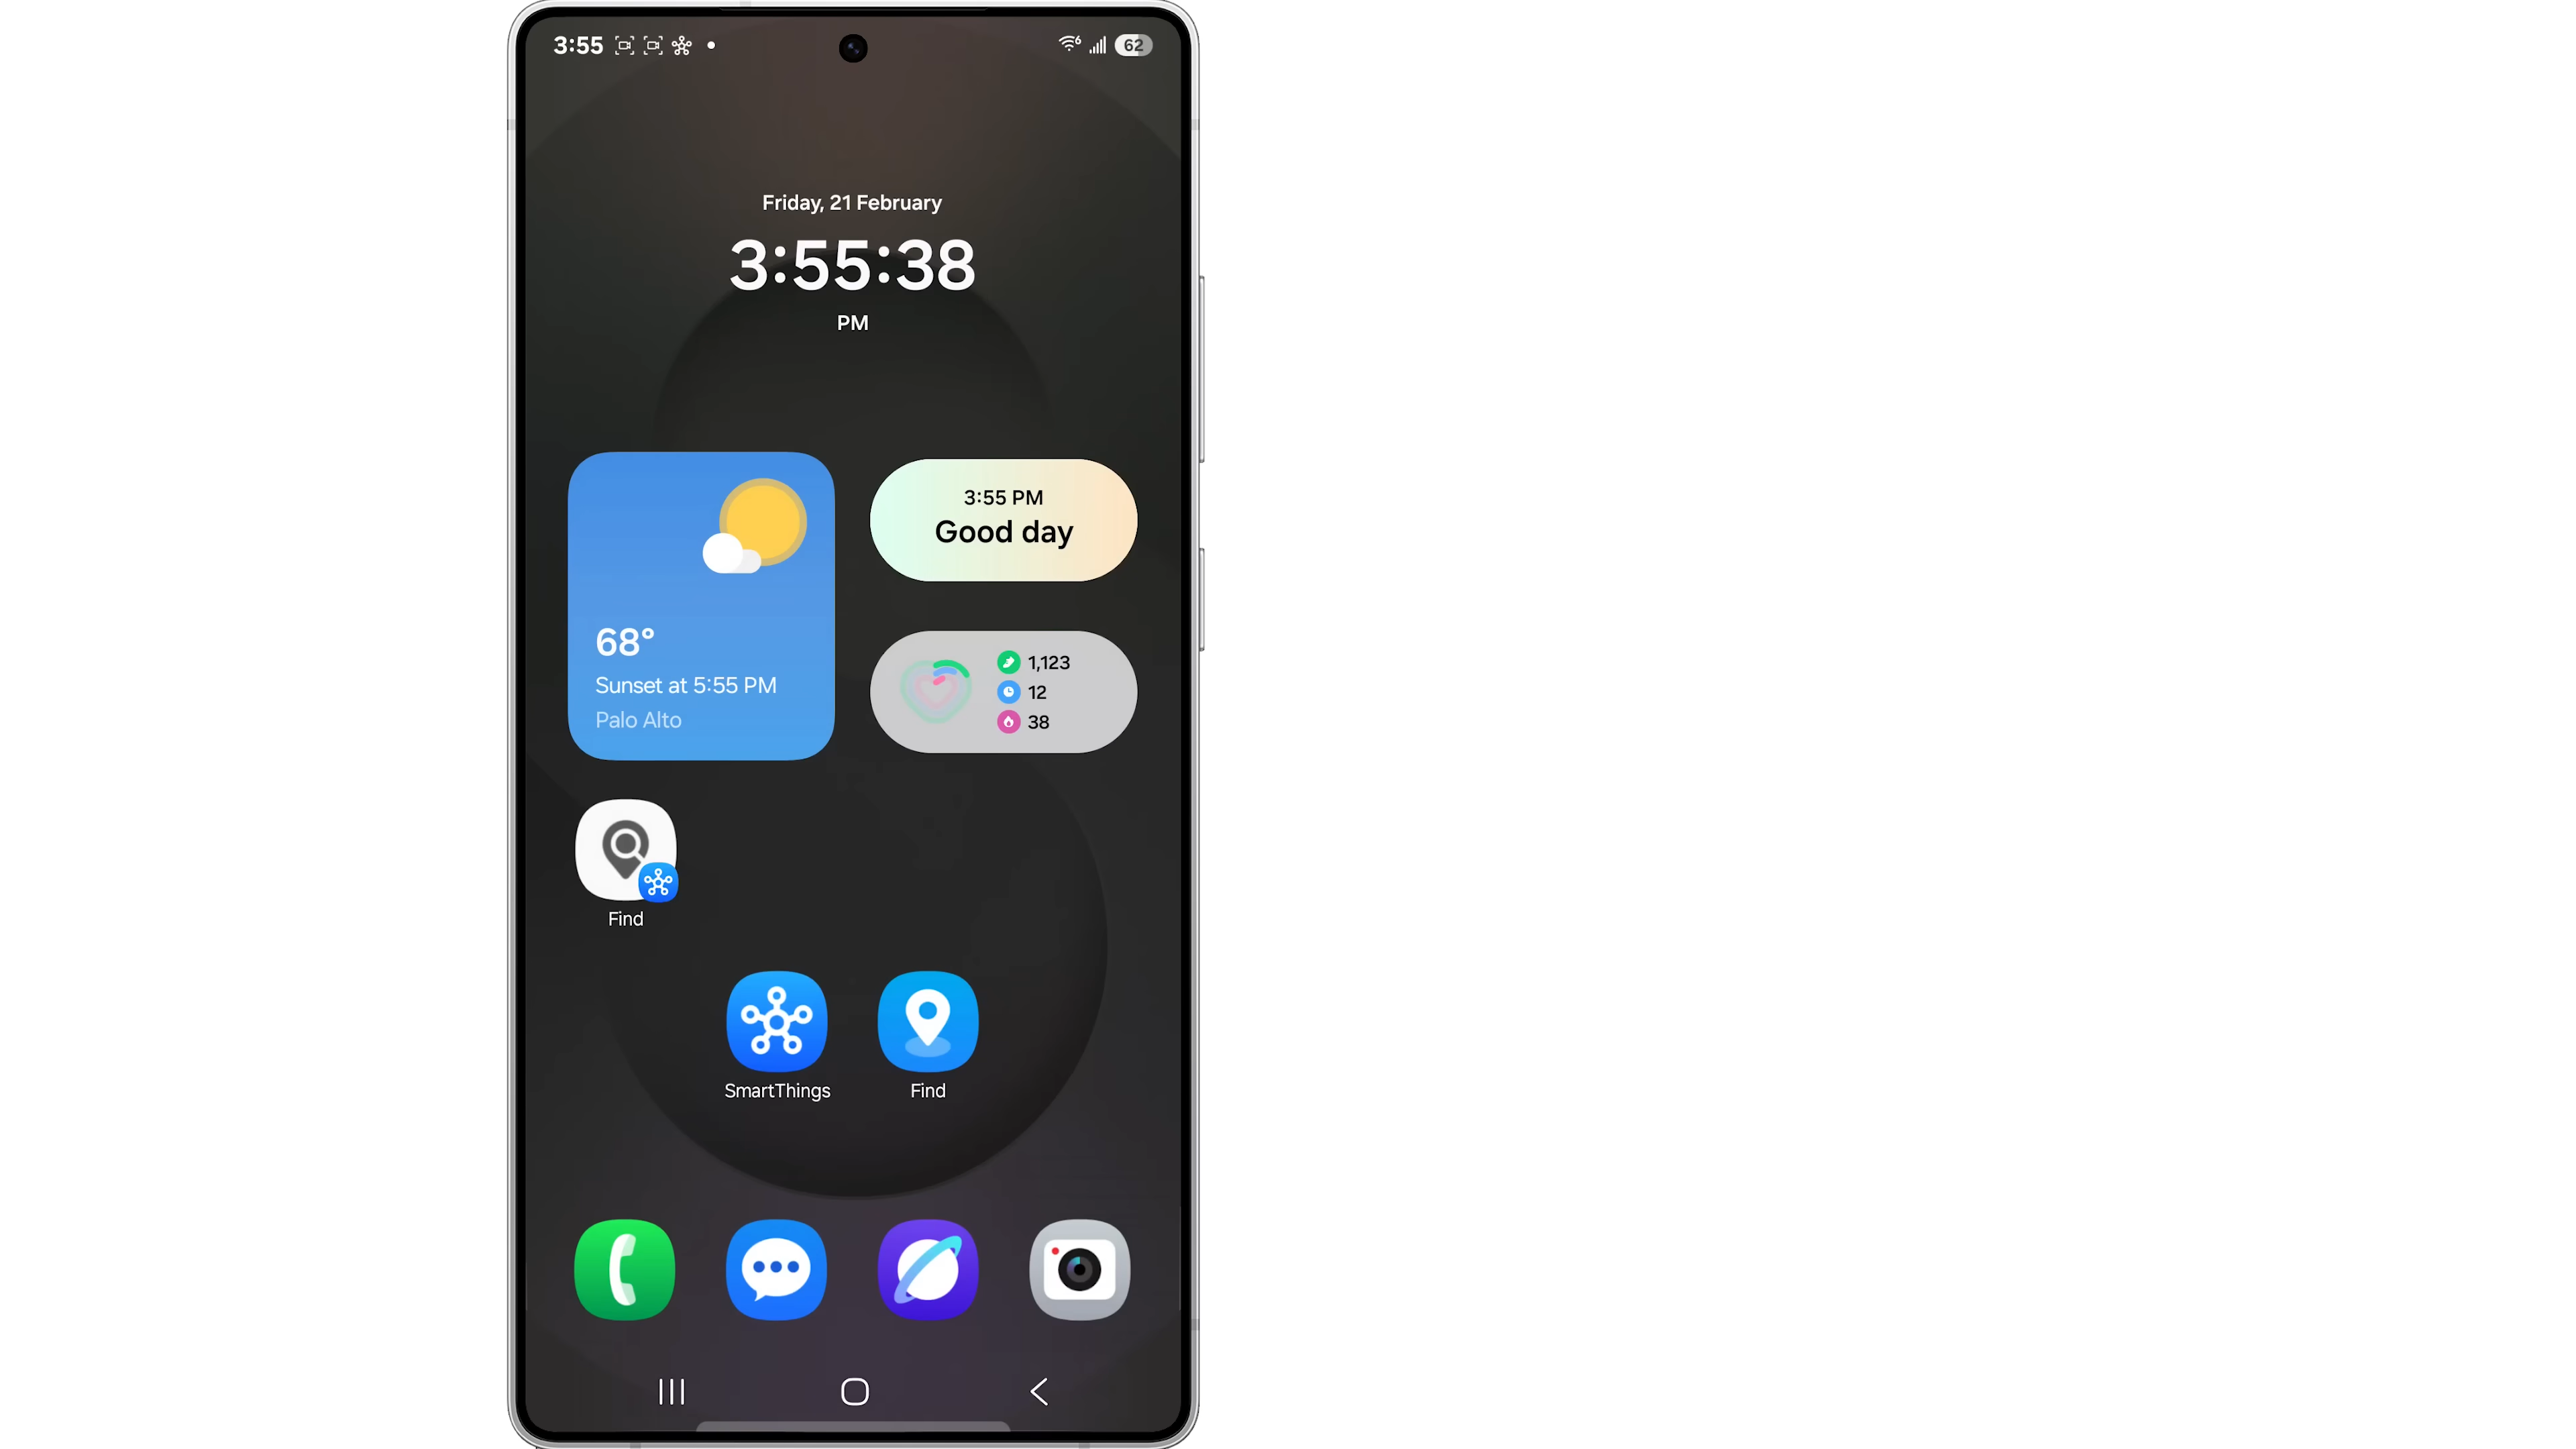 3:55
62
Friday, 21 February
3:55:38
PM
68°
Sunset at 5:55 PM
Palo Alto
3:55 PM
Good day
1,123
12
38
Find
SmartThings
Find